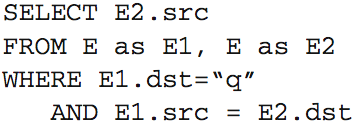 SELECT E2.src
FROM E as E1, E as E2
WHERE E1.dst=“q”
AND E1.src = E2.dst